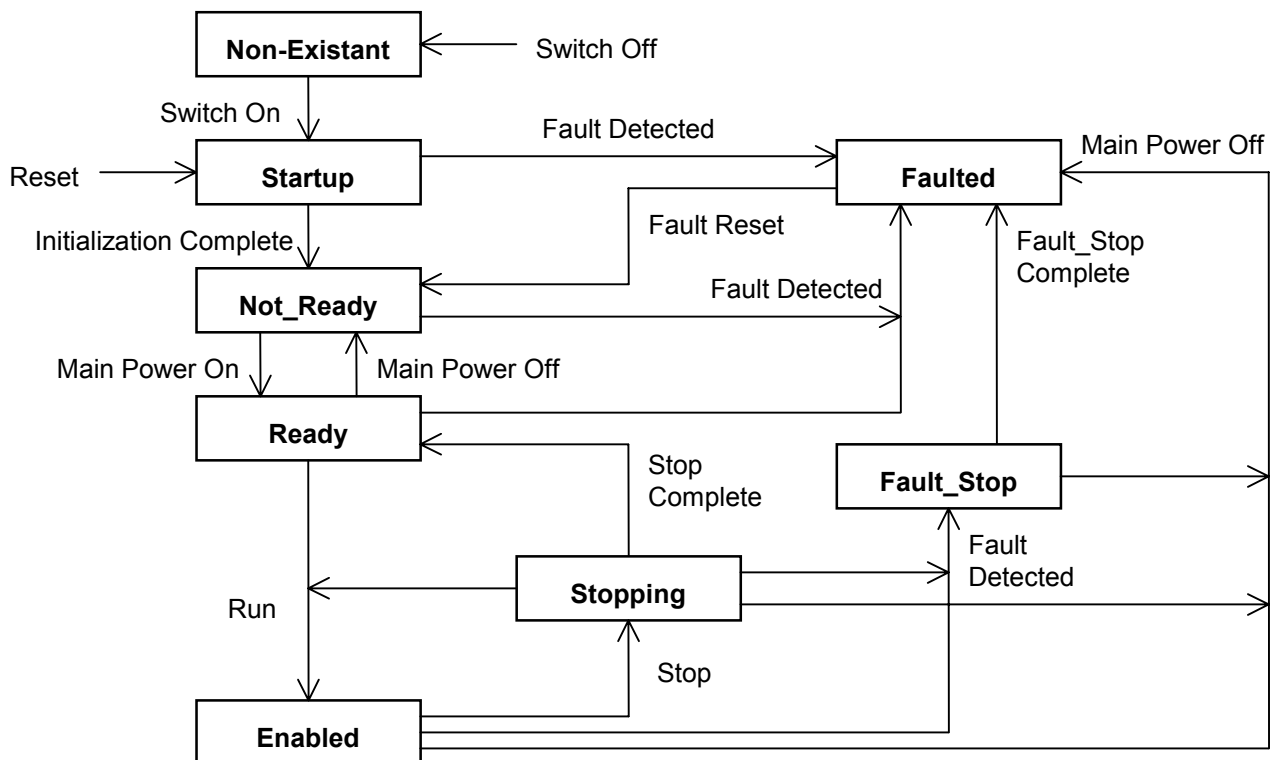 Non-Existant
Switch Off
Switch On
Fault Detected
Main Power Off
Reset
Startup
Faulted
Initialization Complete
Fault Reset
Fault_Stop
Complete
Not_Ready
Fault Detected
Main Power On
Main Power Off
Ready
Stop
Complete
Fault_Stop
Fault
Detected
Stopping
Run
Stop
Enabled